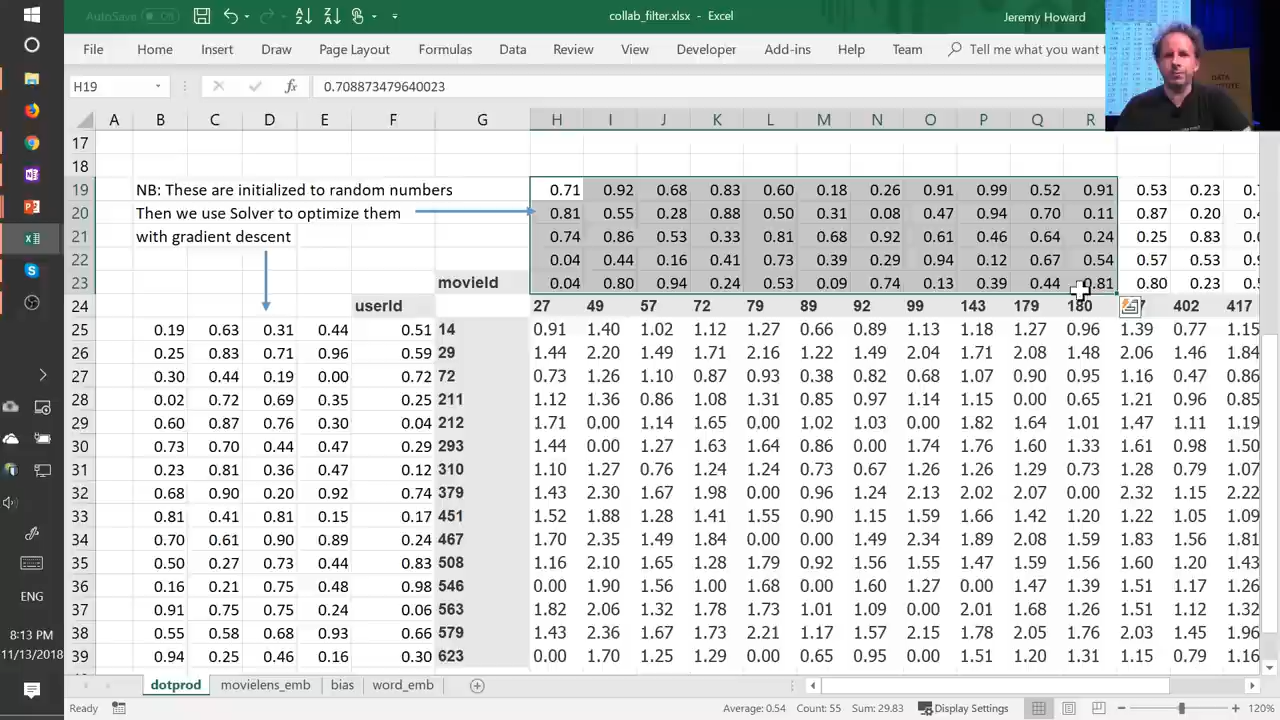 AutoSave Off
collab_filter.xlsx - Excel
Jeremy Howard
File Home Insert Draw Page Layout Formulas Data Review View Developer Add-ins Help Team Tell me what you want
H19 fx 0.708873479640023
A B C D E F G H I J K L M N O P Q R
17
18
19 NB: These are initialized to random numbers 0.71 0.92 0.68 0.83 0.60 0.18 0.26 0.91 0.99 0.52 0.91 0.53 0.23
20 Then we use Solver to optimize them 0.81 0.55 0.28 0.88 0.50 0.31 0.08 0.47 0.94 0.70 0.11 0.87 0.20
21 with gradient descent 0.74 0.86 0.53 0.33 0.81 0.68 0.92 0.61 0.46 0.64 0.24 0.25 0.83
22 0.04 0.44 0.16 0.41 0.73 0.39 0.29 0.94 0.12 0.67 0.54 0.57 0.53
23 movieId 0.04 0.80 0.94 0.24 0.53 0.09 0.74 0.13 0.39 0.44 0.81 0.80 0.23
24 userId 27 49 57 72 79 89 92 99 143 179 180 402 417
25 0.19 0.63 0.31 0.44 0.51 14 0.91 1.40 1.02 1.12 1.27 0.66 0.89 1.13 1.18 1.27 0.96 1.39 0.77 1.15
26 0.25 0.83 0.71 0.96 0.59 29 1.44 2.20 1.49 1.71 2.16 1.22 1.49 2.04 1.71 2.08 1.48 2.06 1.46 1.84
27 0.30 0.44 0.19 0.00 0.72 72 0.73 1.26 1.10 0.87 0.93 0.38 0.82 0.68 1.07 0.90 0.95 1.16 0.47 0.86
28 0.02 0.72 0.69 0.35 0.25 211 1.12 1.36 0.86 1.08 1.31 0.85 0.97 1.14 1.15 0.00 0.65 1.21 0.96 0.85
29 0.60 0.87 0.76 0.30 0.04 212 1.71 0.00 1.14 1.65 0.00 1.02 1.03 0.00 1.82 1.64 1.01 1.47 1.11 1.19
30 0.73 0.70 0.44 0.47 0.29 293 1.44 0.00 1.27 1.63 1.64 0.86 0.00 1.74 1.76 1.60 1.33 1.61 0.98 1.50
31 0.23 0.81 0.36 0.47 0.12 310 1.10 1.27 0.76 1.24 1.24 0.73 0.67 1.26 1.26 1.29 0.73 1.28 0.79 1.07
32 0.68 0.90 0.20 0.92 0.74 379 1.43 2.30 1.67 1.98 0.00 0.96 1.24 2.13 2.02 2.07 0.00 2.32 1.15 2.22
33 0.81 0.41 0.81 0.15 0.17 451 1.52 1.88 1.28 1.41 1.55 0.90 1.15 1.59 1.66 1.42 1.20 1.22 1.05 1.09
34 0.70 0.61 0.90 0.89 0.24 467 1.70 2.35 1.49 1.84 0.00 0.00 1.49 2.34 1.89 2.08 1.59 1.83 1.56 1.81
35 0.50 0.27 0.73 0.44 0.83 508 1.16 2.10 1.65 1.28 1.79 0.92 1.56 1.55 1.47 1.59 1.56 1.60 1.20 1.43
36 0.16 0.21 0.75 0.48 0.98 546 0.00 1.90 1.56 1.00 1.68 0.00 1.60 1.27 0.00 1.47 1.39 1.51 1.17 1.26
37 0.91 0.75 0.75 0.24 0.06 563 1.82 2.06 1.32 1.78 1.73 1.01 1.09 0.00 2.01 1.68 1.26 1.51 1.12 1.32
38 0.55 0.58 0.68 0.93 0.66 579 1.43 2.36 1.67 1.73 2.21 1.17 1.57 2.15 1.78 2.05 1.76 2.03 1.45 1.96
39 0.94 0.25 0.46 0.16 0.30 623 0.00 1.70 1.25 1.29 0.00 0.65 0.95 0.00 1.51 1.20 1.31 1.15 0.79 1.16
ENG
8:13 PM
11/13/2018
dotprod movielens_emb bias word_emb
Ready Average: 0.54 Count: 55 Sum: 29.83 Display Settings 120%